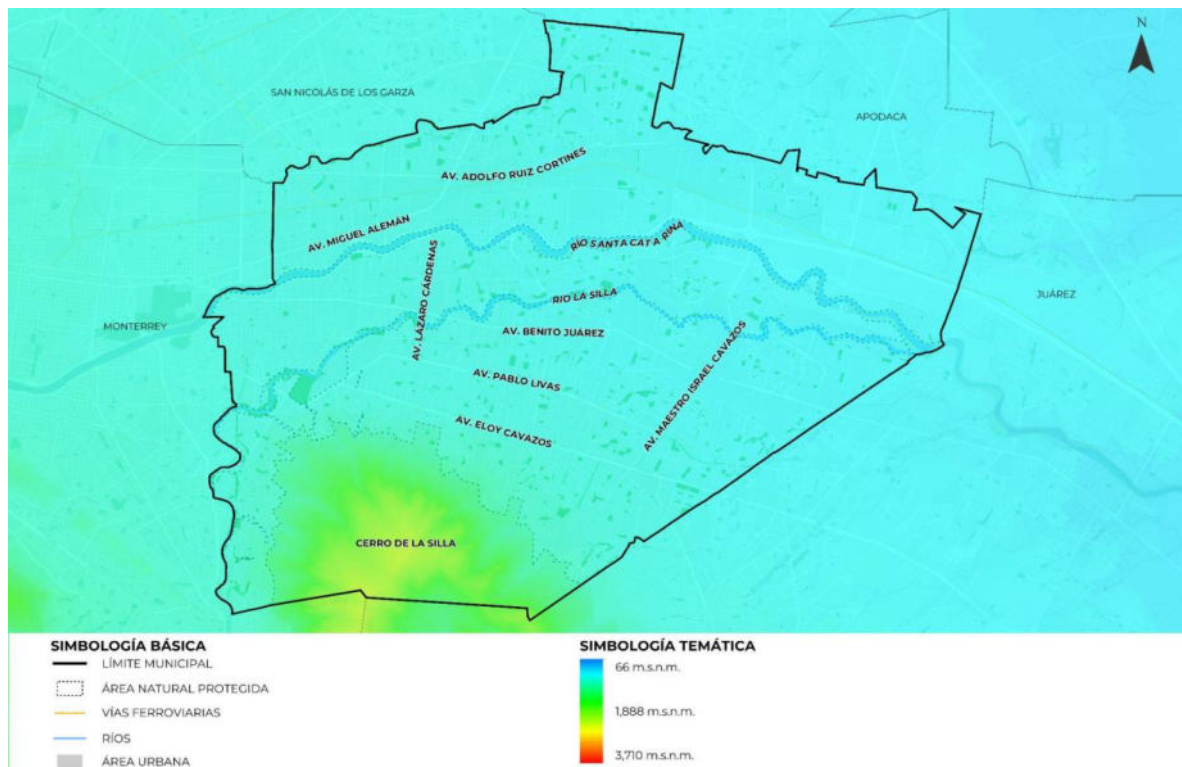 N
SAN NICOLÁS DE LOS GARZA
APODACA
AV. ADOLFO RUIZ CORTINES
AV. MIGUEL ALEMÁN
RÍO SANTA CATARINA
AV. LÁZARO CÁRDENAS
RIO LA SILLA
JUÁREZ
MONTERREY
AV. BENITO JUÁREZ
AV. MAESTRO ISRAEL CAVAZOS
AV. PABLO LIVAS
AV. ELOY CAVAZOS
CERRO DE LA SILLA
SIMBOLOGÍA BÁSICA
LÍMITE MUNICIPAL
ÁREA NATURAL PROTEGIDA
VÍAS FERROVIARIAS
RÍOS
ÁREA URBANA
SIMBOLOGÍA TEMÁTICA
66 m.s.n.m.
1,888 m.s.n.m.
3,710 m.s.n.m.